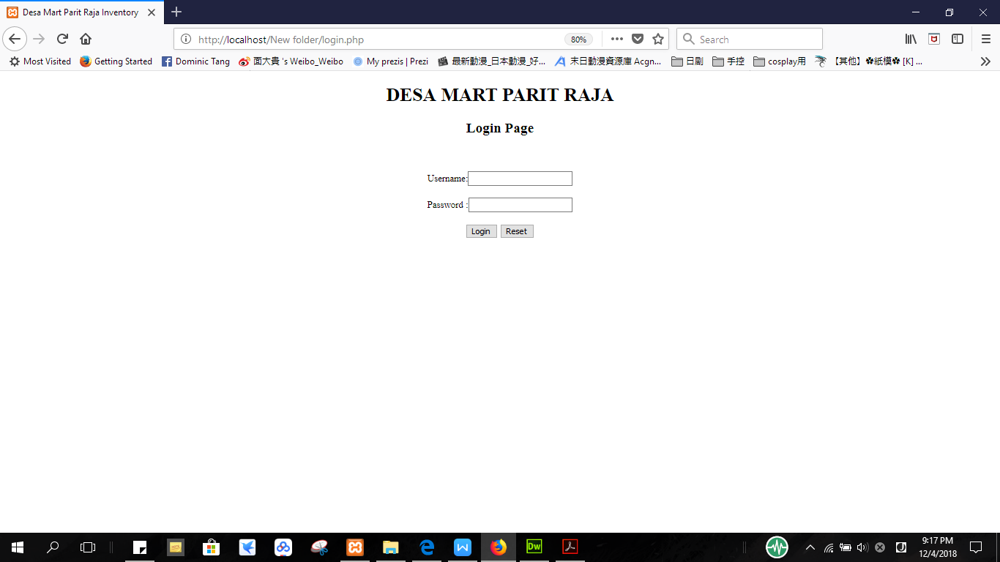 Desa Mart Parit Raja Inventory
http://localhost/New folder/login.php 80% Search
Most Visited Getting Started Dominic Tang 面大貴 's Weibo_Weibo My prezis | Prezi 最新動漫_日本動漫_好... 末日動漫資源庫 Acgn... 日剧 手控 cosplay用 【其他】✿紙模✿ [K] ...
DESA MART PARIT RAJA
Login Page
Username:
Password :
Login Reset
Dw
9:17 PM
12/4/2018